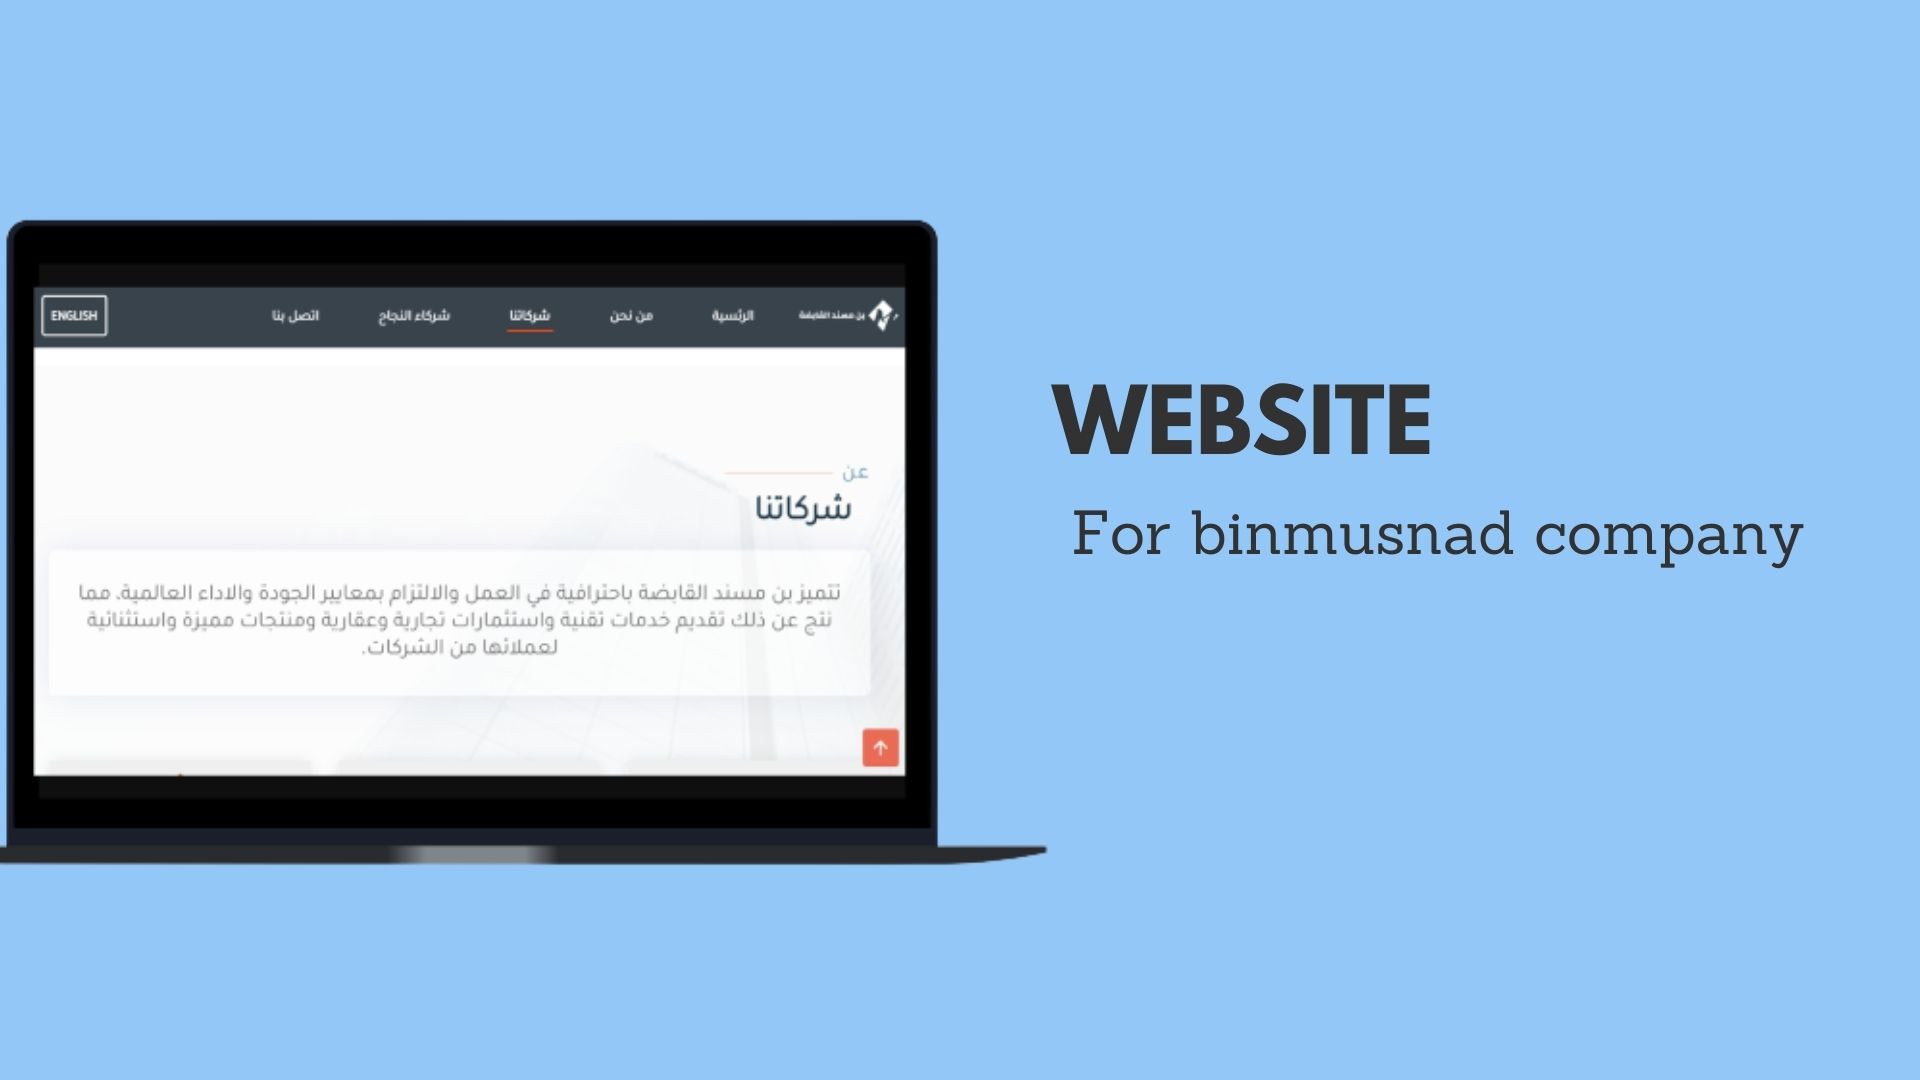 بن مسند القابضة
الرئسية
من نحن
شركاتنا
شركاء النجاح
اتصل بنا
ENGLISH
عن
شركاتنا
تتميز بن مسند القابضة باحترافية في العمل والالتزام بمعايير الجودة والاداء العالمية، مما
نتج عن ذلك تقديم خدمات تقنية واستثمارات تجارية وعقارية ومنتجات مميزة واستثنائية
لعملائها من الشركات.
WEBSITE
For binmusnad company